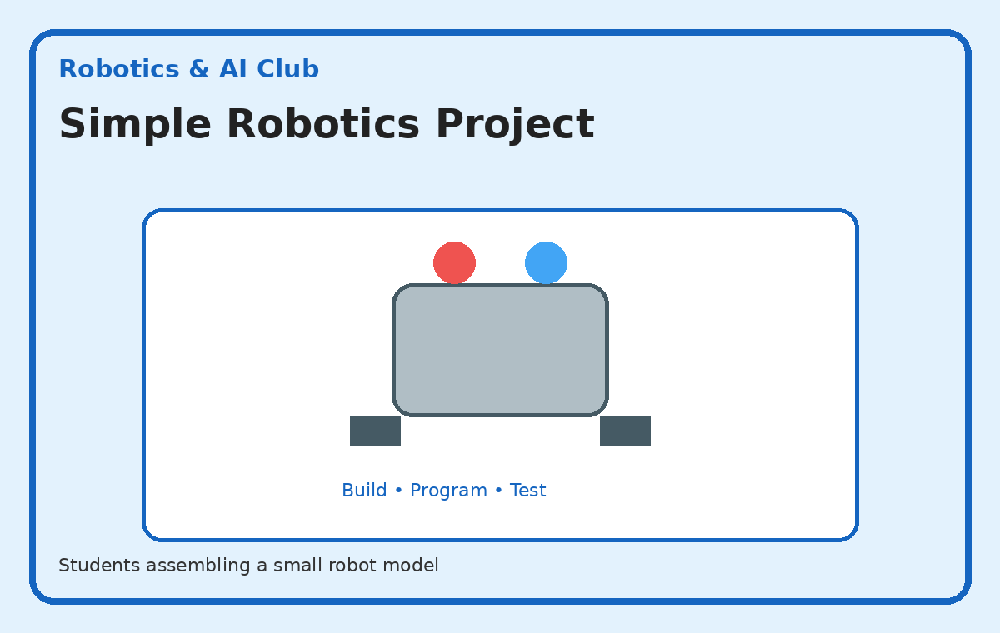 Robotics & AI Club
Simple Robotics Project
Build • Program • Test
Students assembling a small robot model